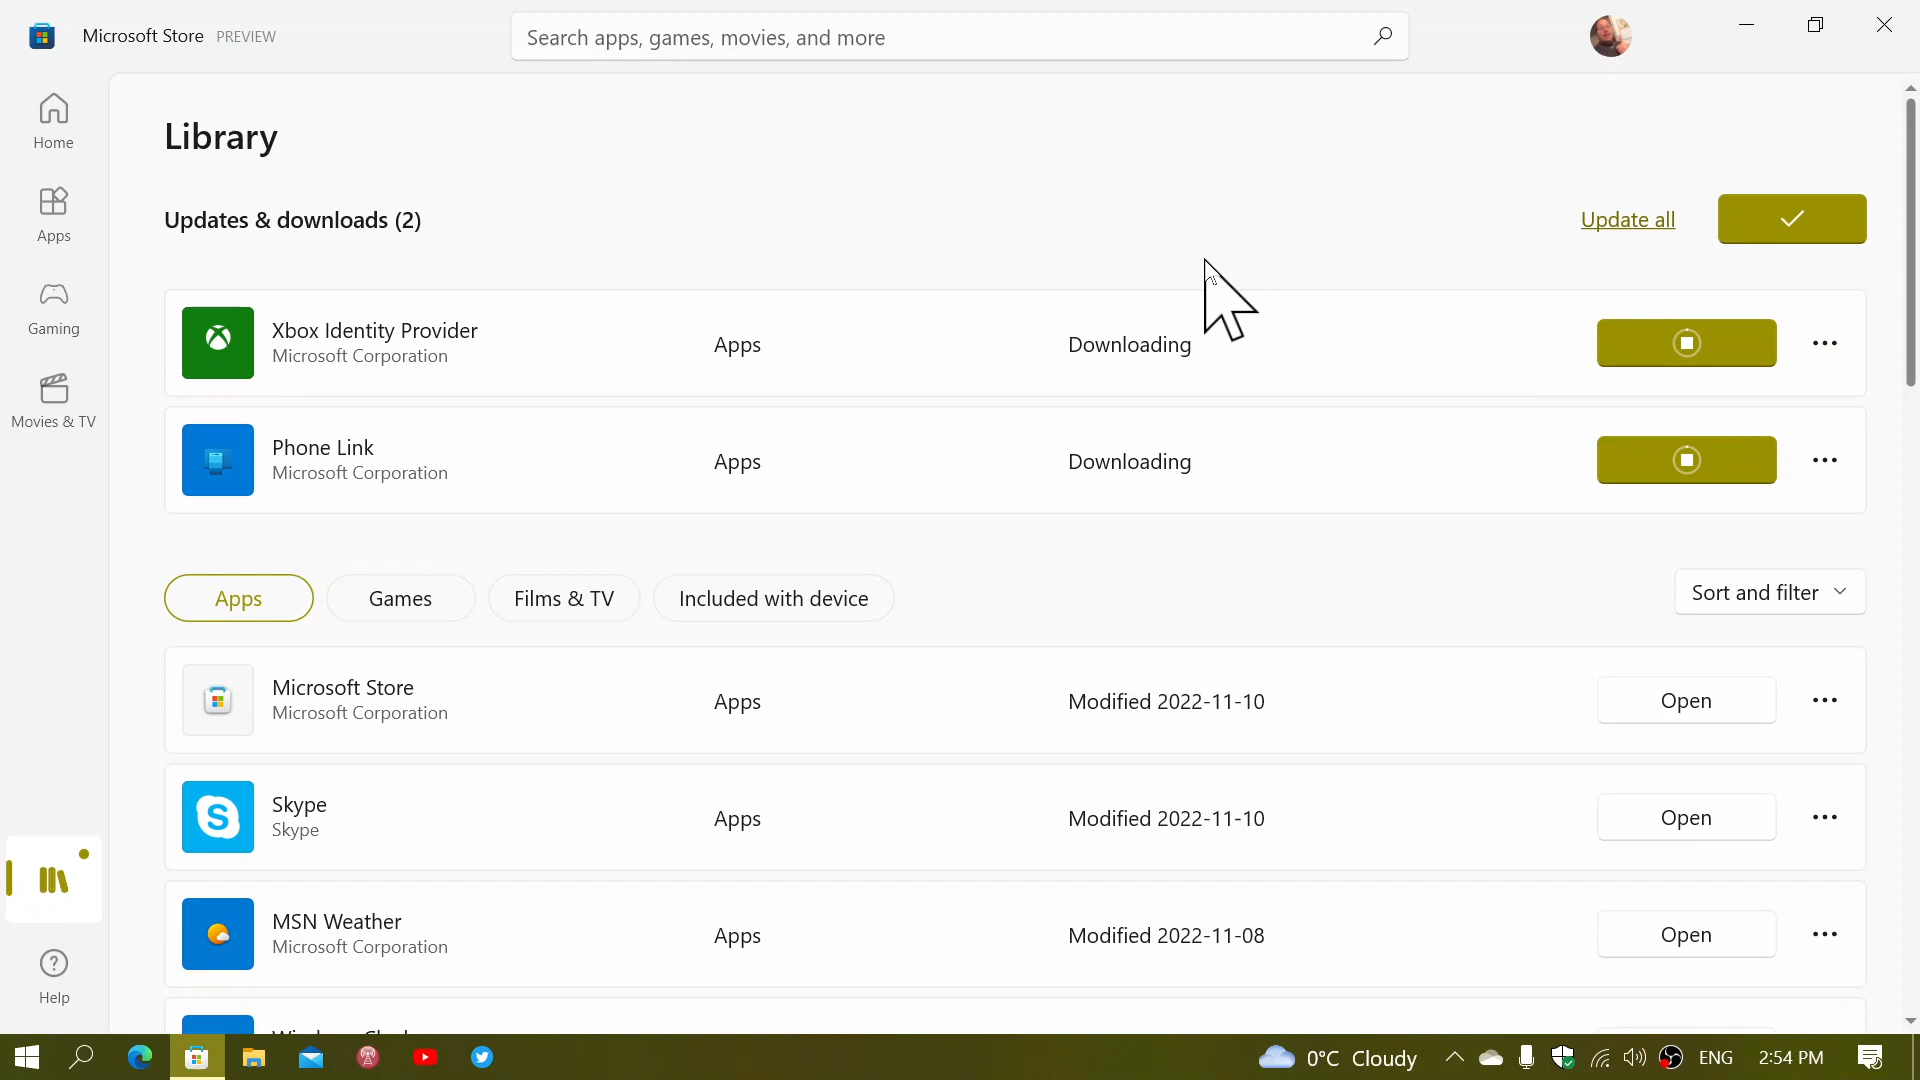 Microsoft Store PREVIEW
Search apps, games, movies, and more
Home
Apps
Gaming
Movies & TV
Help
Library
Updates & downloads (2)
Update all
Xbox Identity Provider
Microsoft Corporation
Apps
Downloading
Phone Link
Microsoft Corporation
Apps
Downloading
Apps
Games
Films & TV
Included with device
Sort and filter
Microsoft Store
Microsoft Corporation
Apps
Modified 2022-11-10
Open
Skype
Skype
Apps
Modified 2022-11-10
Open
MSN Weather
Microsoft Corporation
Apps
Modified 2022-11-08
Open
0°C Cloudy
ENG
2:54 PM